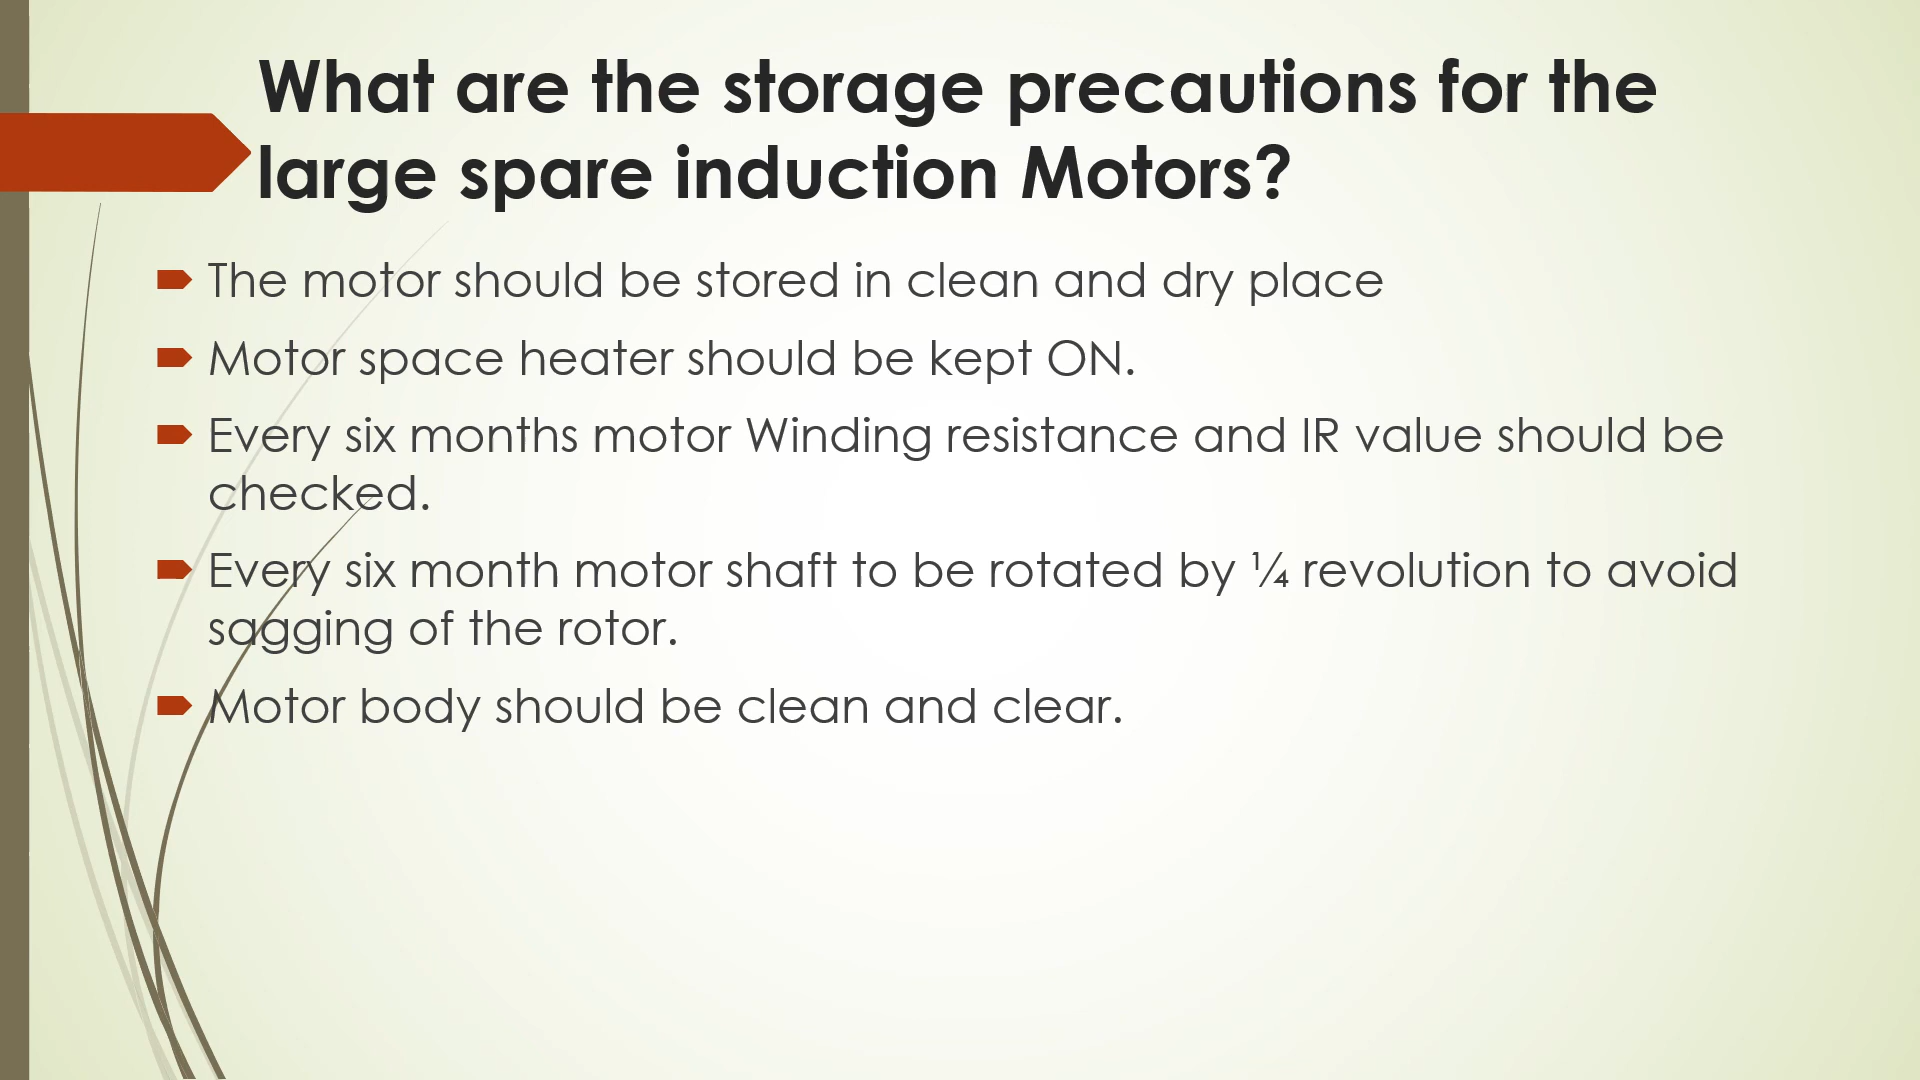 What are the storage precautions for the
large spare induction Motors?
The motor should be stored in clean and dry place
Motor space heater should be kept ON.
Every six months motor Winding resistance and IR value should be
checked.
Every six month motor shaft to be rotated by ¼ revolution to avoid
sagging of the rotor.
Motor body should be clean and clear.